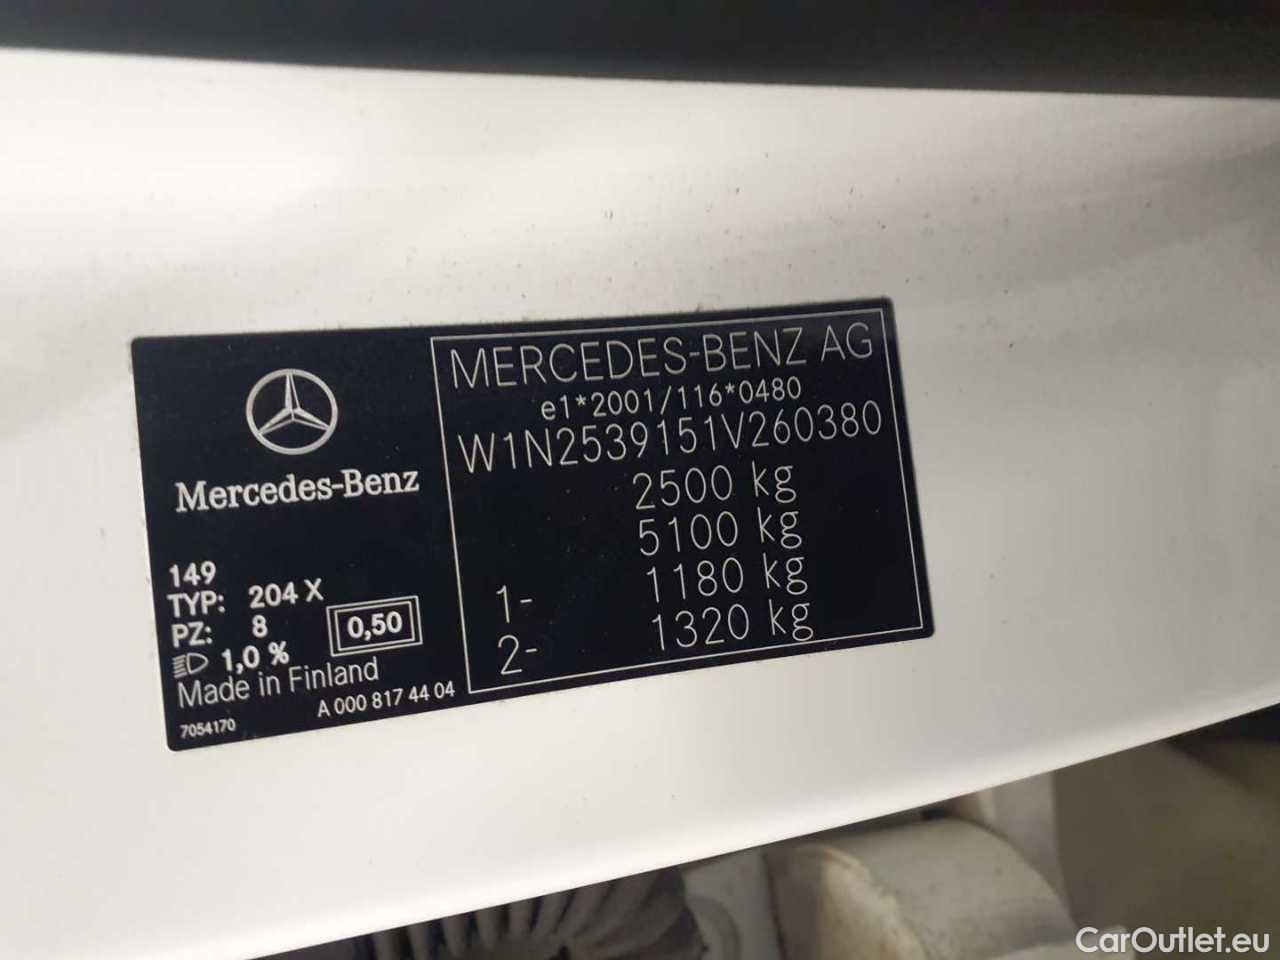 Mercedes-Benz
149
TYP: 204 X
PZ: 8
0,50
1,0 %
Made in Finland
7054170
A 000 817 44 04
MERCEDES-BENZ AG
e1*2001/116*0480
W1N2539151V260380
2500 kg
5100 kg
1- 1180 kg
2- 1320 kg
CarOutlet.eu